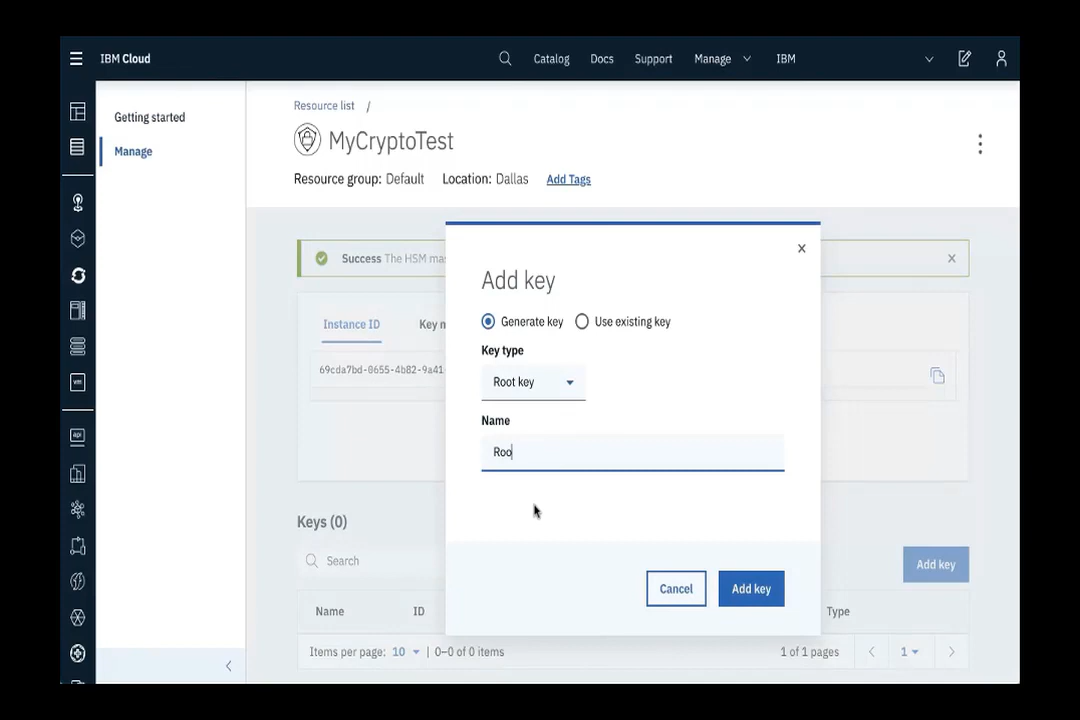 IBM Cloud
Catalog Docs Support Manage IBM
Getting started
Manage
Resource list /
MyCryptoTest
Resource group: Default Location: Dallas Add Tags
Success The HSM mas
Instance ID Key n
69cda7bd-0655-4b82-9a41
Add key
Generate key Use existing key
Key type
Root key
Name
Roo
Cancel Add key
Keys (0)
Search
Add key
Name ID Type
Items per page: 10 | 0–0 of 0 items 1 of 1 pages 1